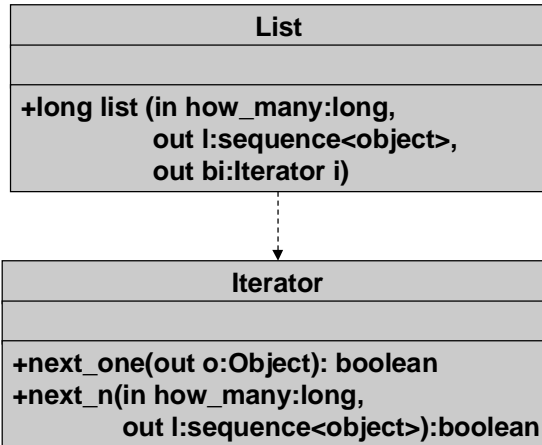 List
+long list (in how_many:long,
out l:sequence<object>,
out bi:Iterator i)
Iterator
+next_one(out o:Object): boolean
+next_n(in how_many:long,
out l:sequence<object>):boolean